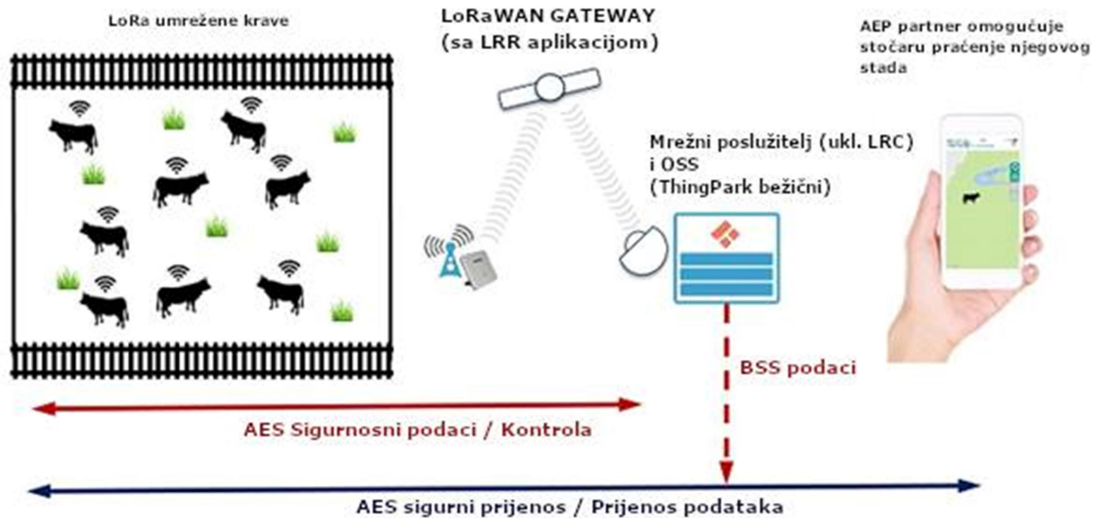 LoRa umrežene krave
LoRaWAN GATEWAY
(sa LRR aplikacijom)
AEP partner omogućuje
stočaru praćenje njegovog
stada
Mrežni poslužitelj (ukl. LRC)
i OSS
(ThingPark bežični)
BSS podaci
AES Sigurnosni podaci / Kontrola
AES sigurni prijenos / Prijenos podataka